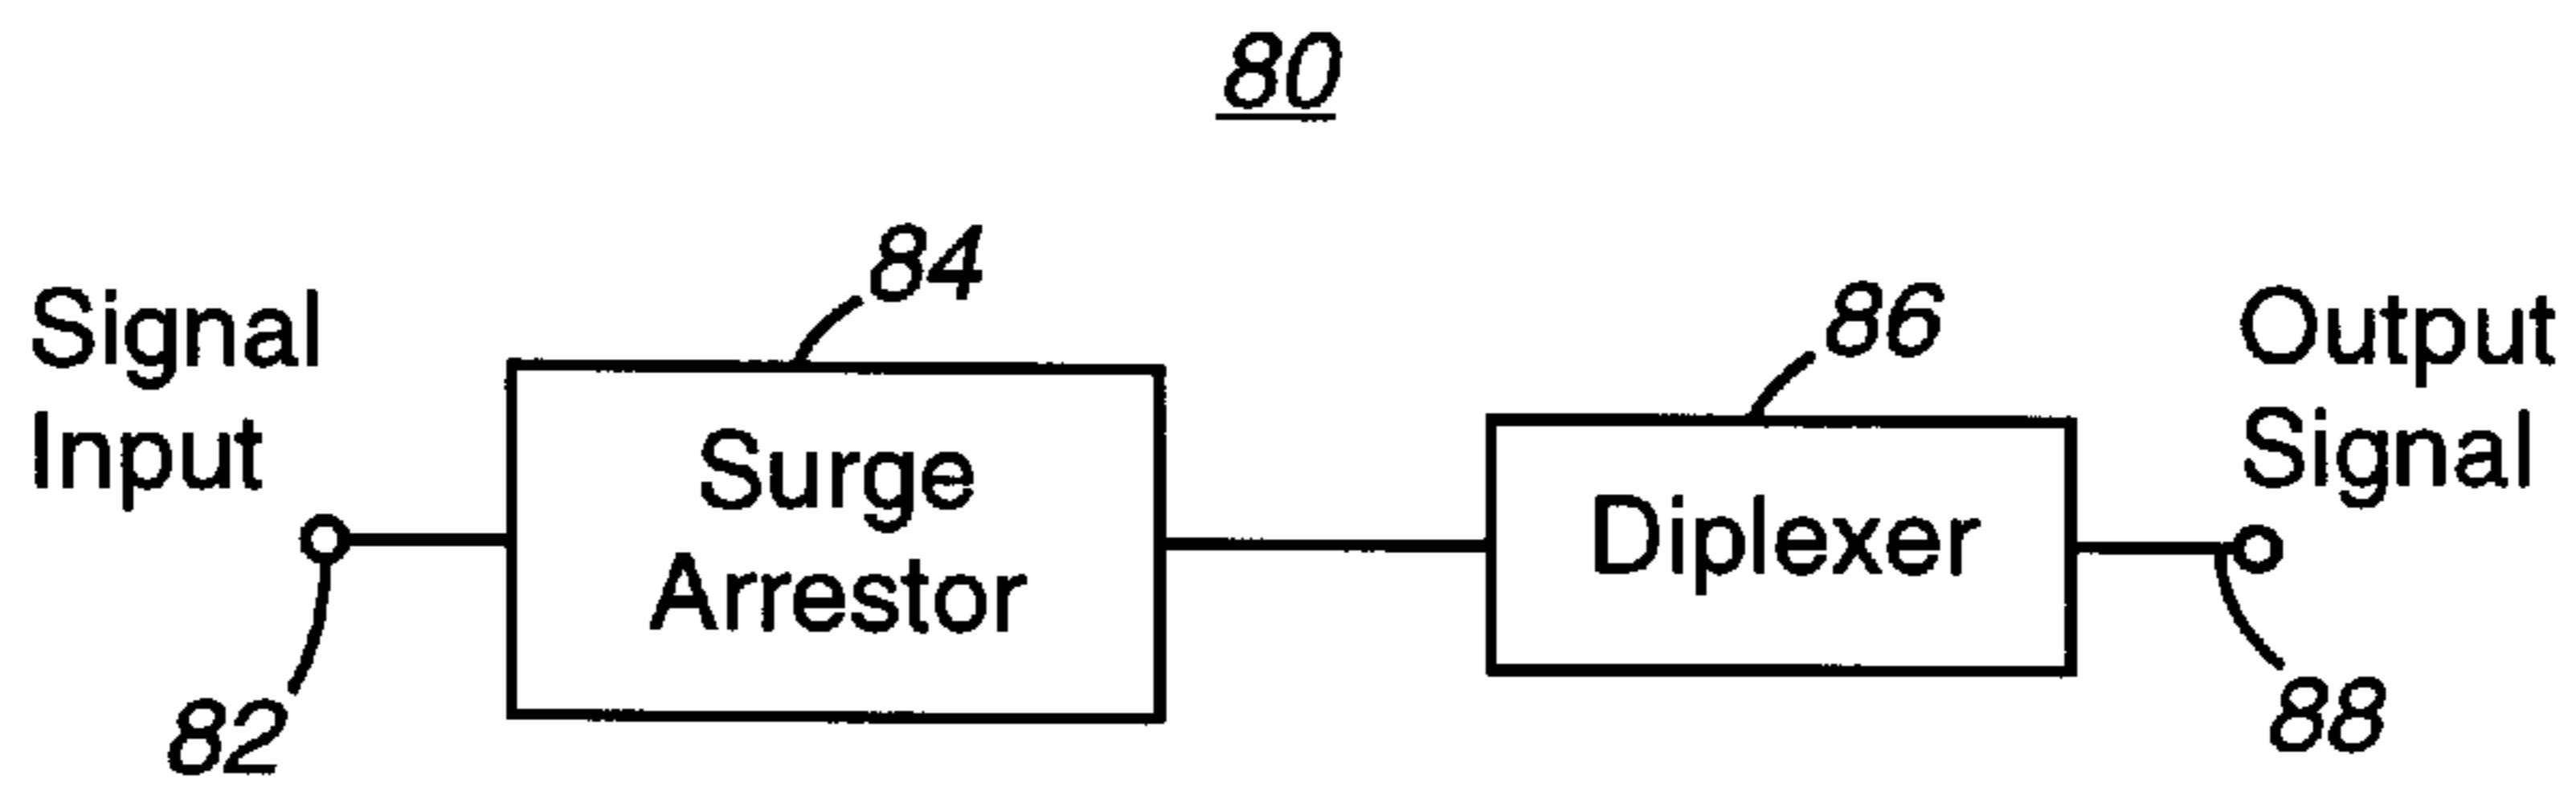 80
Signal
Input
82
84
Surge
Arrestor
86
Diplexer
Output
Signal
88